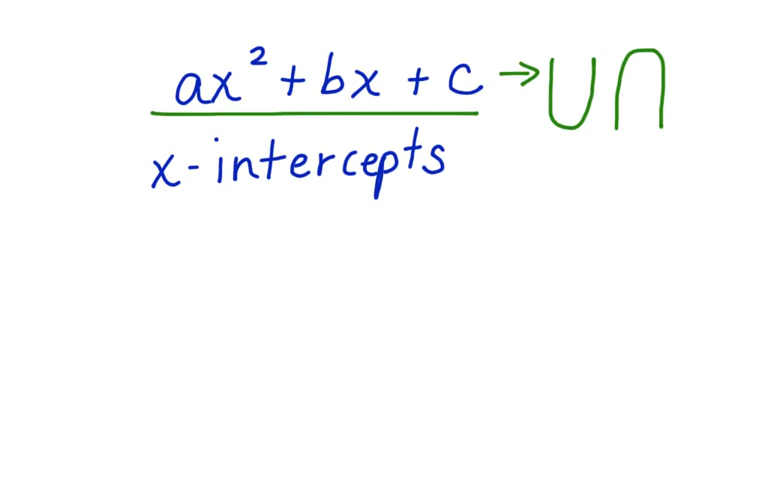 ax² + bx + c →
x-intercepts